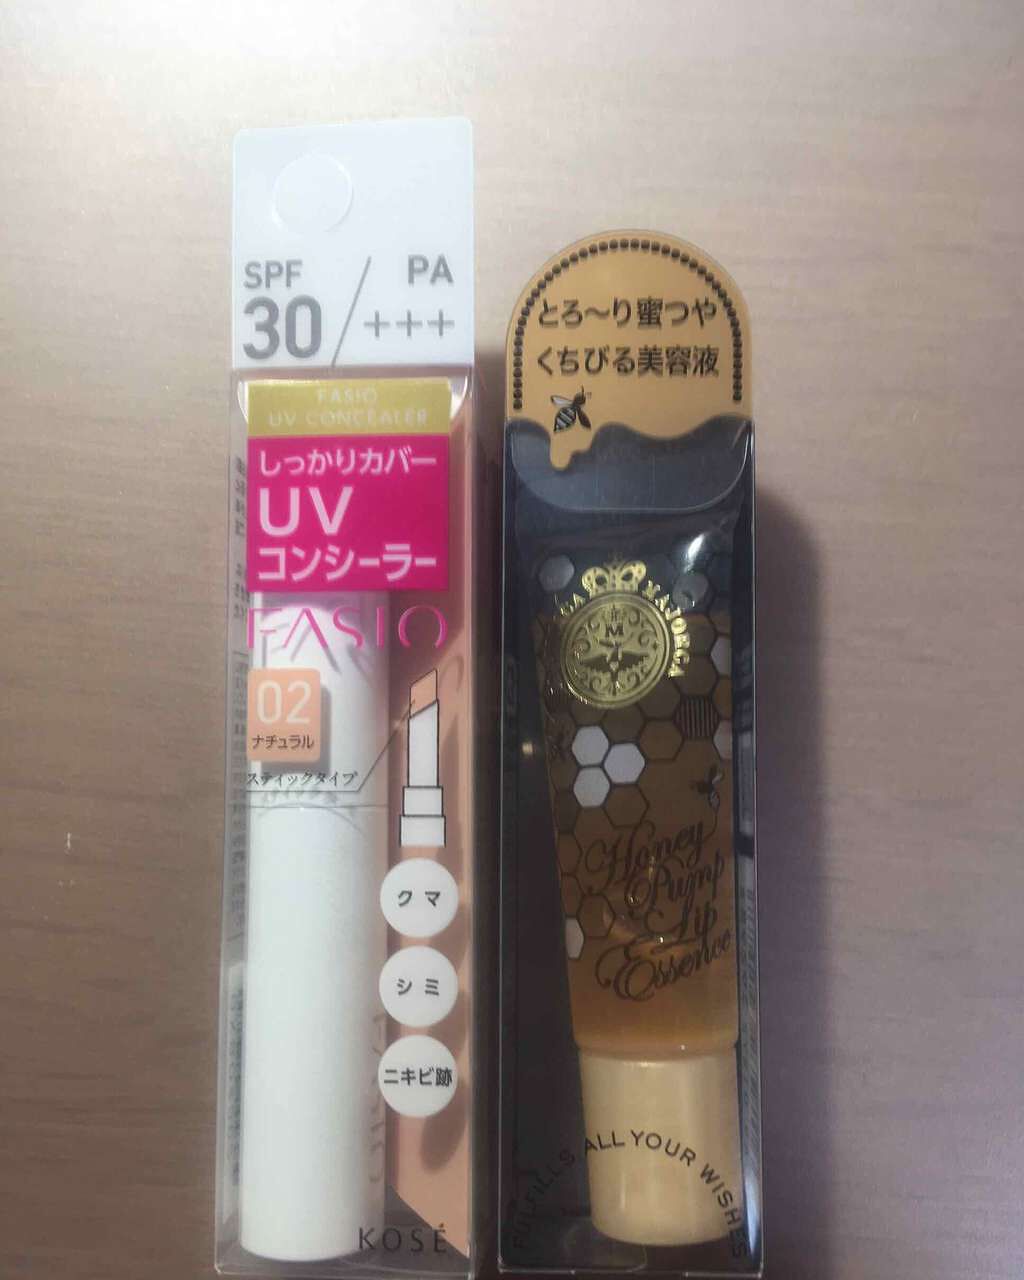 SPF
30
PA
+++
FASIO
UV CONCEALER
しっかりカバー
UV
コンシーラー
FASIO
02
ナチュラル
スティックタイプ
クマ
シミ
ニキビ跡
KOSÉ
とろ〜り蜜つや
くちびる美容液
MAJORCA
M
Honey
Pump
Lip
Essence
FULFILLS ALL YOUR WISHES